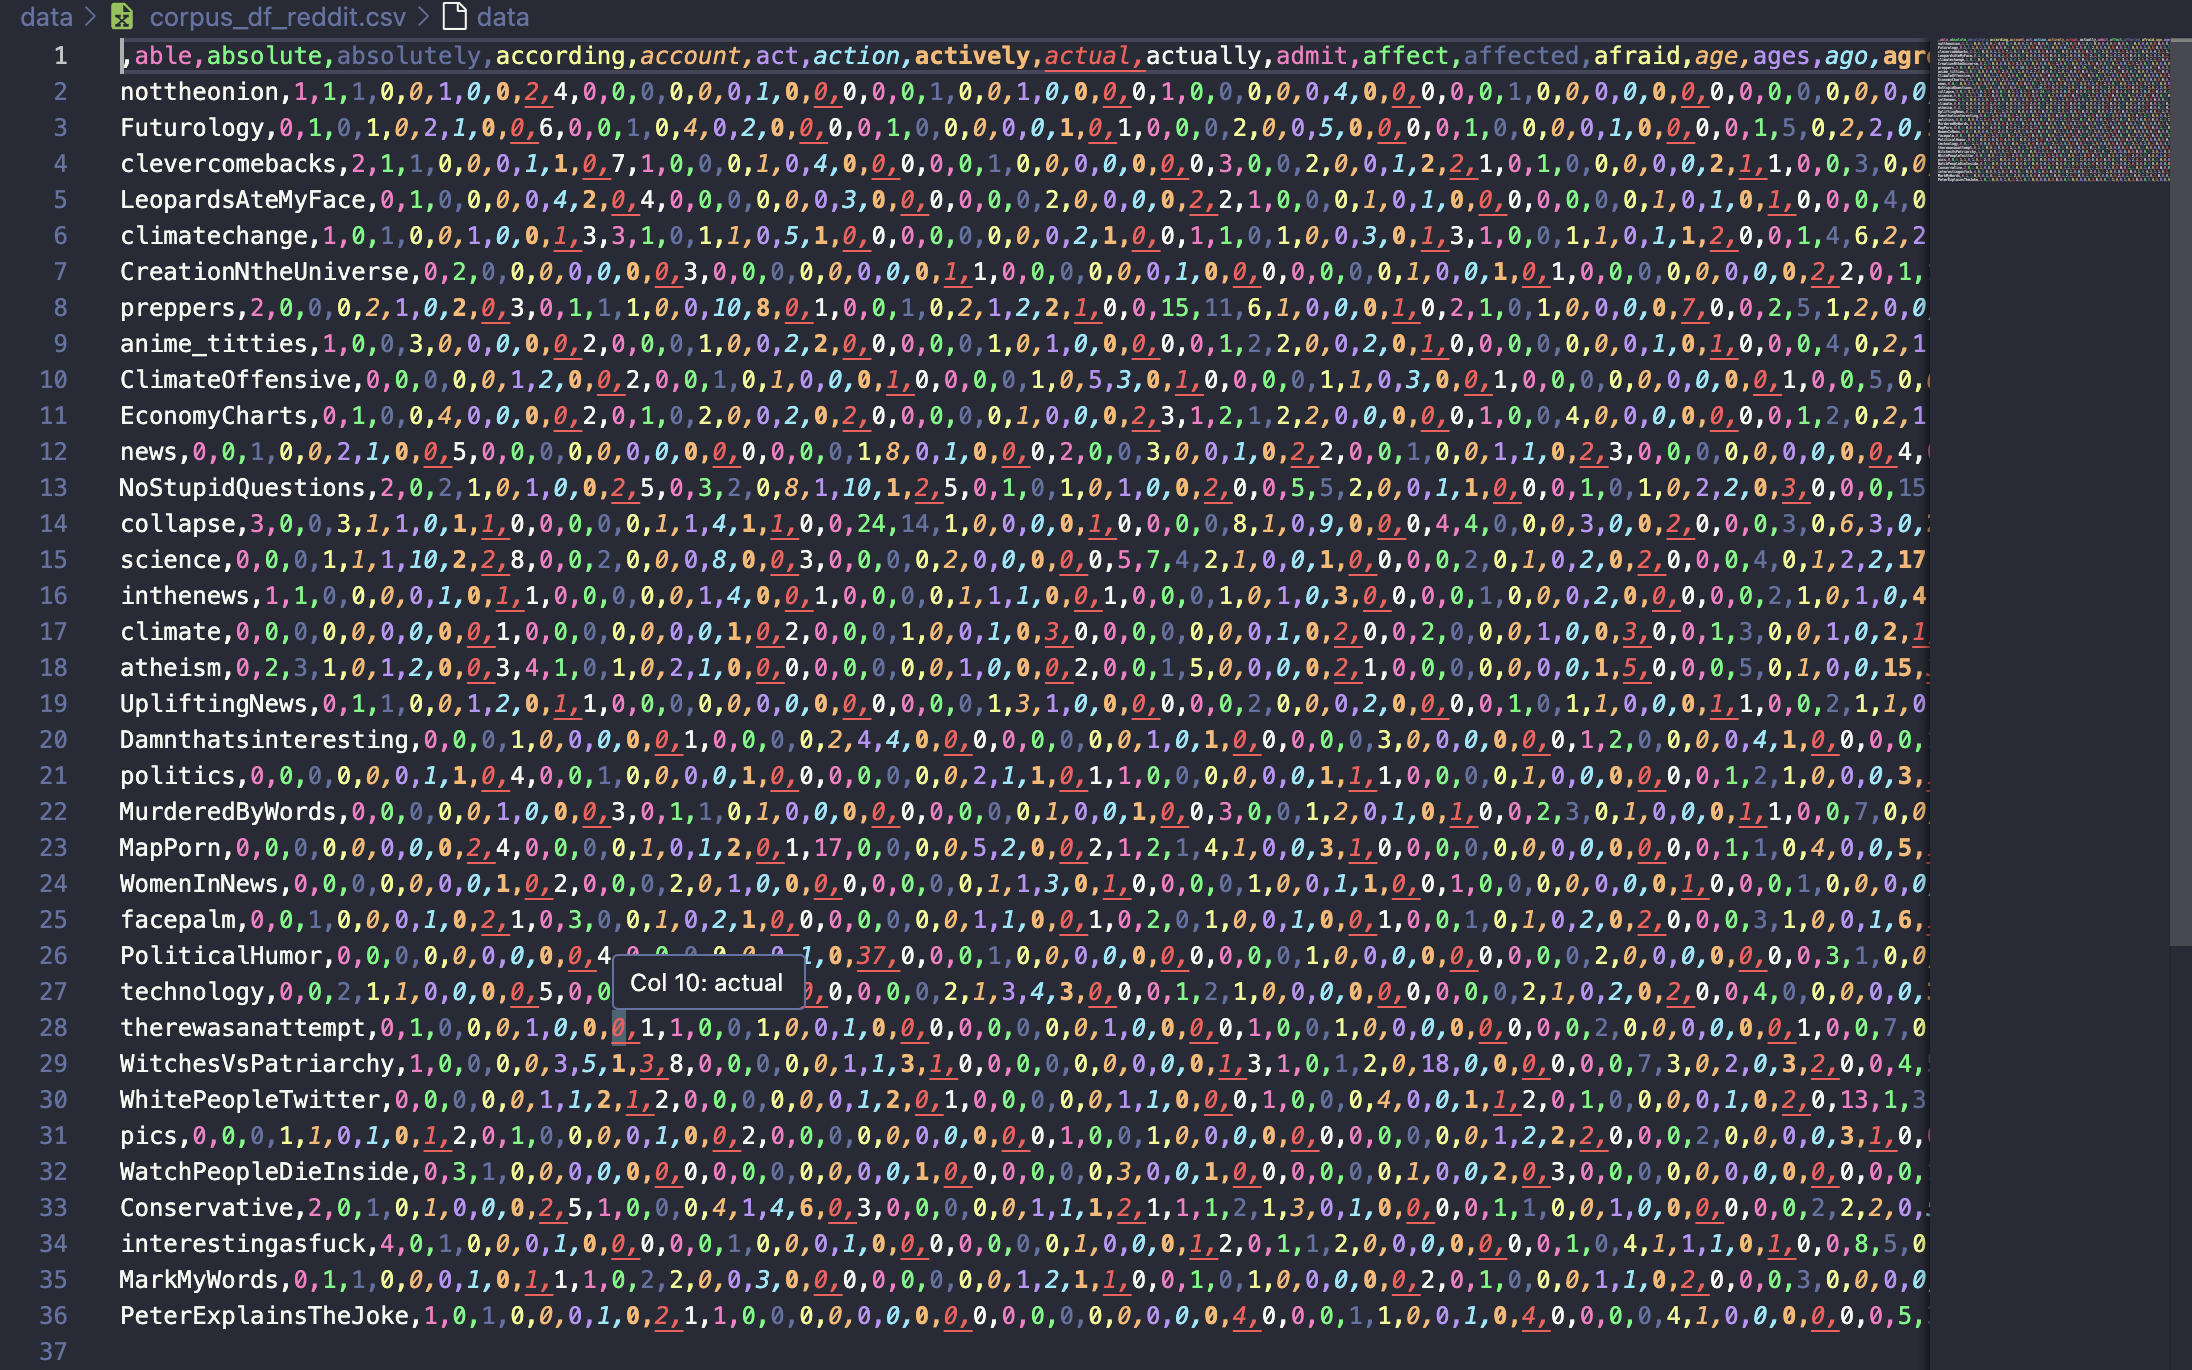 data > corpus_df_reddit.csv > data
1 ,able,absolute,absolutely,according,account,act,action,actively,actual,actually,admit,affect,affected,afraid,age,ages,ago,agre
2 nottheonion,1,1,1,0,0,1,0,0,2,4,0,0,0,0,0,0,1,0,0,0,0,0,1,0,0,1,0,0,0,0,1,0,0,0,0,0,4,0,0,0,0,0,1,0,0,0,0,0,0,0,0,0,0,0,0,0,0
3 Futurology,0,1,0,1,0,2,1,0,0,6,0,0,1,0,4,0,2,0,0,0,0,1,0,0,0,0,0,1,0,1,0,0,0,2,0,0,5,0,0,0,0,1,0,0,0,0,1,0,0,0,0,1,5,0,2,2,0,
4 clevercomebacks,2,1,1,0,0,0,1,1,0,7,1,0,0,0,1,0,4,0,0,0,0,0,1,0,0,0,0,0,0,0,3,0,0,2,0,0,1,2,2,1,0,1,0,0,0,0,0,2,1,1,0,0,3,0,0
5 LeopardsAteMyFace,0,1,0,0,0,0,4,2,0,4,0,0,0,0,0,0,3,0,0,0,0,0,0,2,0,0,0,0,2,2,1,0,0,0,1,0,1,0,0,0,0,0,0,0,1,0,1,0,1,0,0,0,4,0
6 climatechange,1,0,1,0,0,1,0,0,1,3,3,1,0,1,1,0,5,1,0,0,0,0,0,0,0,0,2,1,0,0,1,1,0,1,0,0,3,0,1,3,1,0,0,1,1,0,1,1,2,0,0,1,4,6,2,2
7 CreationNtheUniverse,0,2,0,0,0,0,0,0,0,3,0,0,0,0,0,0,0,0,1,1,0,0,0,0,0,0,1,0,0,0,0,0,0,0,1,0,0,1,0,1,0,0,0,0,0,0,0,0,2,2,0,1,
8 preppers,2,0,0,0,2,1,0,2,0,3,0,1,1,1,0,0,10,8,0,1,0,0,1,0,2,1,2,2,1,0,0,15,11,6,1,0,0,0,1,0,2,1,0,1,0,0,0,0,7,0,0,2,5,1,2,0,0
9 anime_titties,1,0,0,3,0,0,0,0,0,2,0,0,0,1,0,0,2,2,0,0,0,0,0,1,0,1,0,0,0,0,0,1,2,2,0,0,2,0,1,0,0,0,0,0,0,0,1,0,1,0,0,0,4,0,2,1
10 ClimateOffensive,0,0,0,0,0,1,2,0,0,2,0,0,1,0,1,0,0,0,1,0,0,0,0,1,0,5,3,0,1,0,0,0,0,1,1,0,3,0,0,1,0,0,0,0,0,0,0,0,0,1,0,0,5,0,
11 EconomyCharts,0,1,0,0,4,0,0,0,0,2,0,1,0,2,0,0,2,0,2,0,0,0,0,0,1,0,0,0,2,3,1,2,1,2,2,0,0,0,0,0,1,0,0,4,0,0,0,0,0,0,0,1,2,0,2,1
12 news,0,0,1,0,0,2,1,0,0,5,0,0,0,0,0,0,0,0,0,0,0,0,0,1,8,0,1,0,0,0,2,0,0,3,0,0,1,0,2,2,0,0,1,0,0,1,1,0,2,3,0,0,0,0,0,0,0,0,0,4,
13 NoStupidQuestions,2,0,2,1,0,1,0,0,2,5,0,3,2,0,8,1,10,1,2,5,0,1,0,1,0,1,0,0,2,0,0,5,5,2,0,0,1,1,0,0,0,1,0,1,0,2,2,0,3,0,0,0,15
14 collapse,3,0,0,3,1,1,0,1,1,0,0,0,0,0,1,1,4,1,1,0,0,24,14,1,0,0,0,0,1,0,0,0,0,8,1,0,9,0,0,0,4,4,0,0,0,3,0,0,2,0,0,0,3,0,6,3,0,
15 science,0,0,0,1,1,1,10,2,2,8,0,0,2,0,0,0,8,0,0,3,0,0,0,0,2,0,0,0,0,0,5,7,4,2,1,0,0,1,0,0,0,0,2,0,1,0,2,0,2,0,0,0,4,0,1,2,2,17
16 inthenews,1,1,0,0,0,0,1,0,1,1,0,0,0,0,0,1,4,0,0,1,0,0,0,0,1,1,1,0,0,1,0,0,0,1,0,1,0,3,0,0,0,0,1,0,0,0,2,0,0,0,0,0,2,1,0,1,0,4
17 climate,0,0,0,0,0,0,0,0,0,1,0,0,0,0,0,0,0,1,0,2,0,0,0,1,0,0,1,0,3,0,0,0,0,0,0,0,1,0,2,0,0,2,0,0,0,1,0,0,3,0,0,1,3,0,0,1,0,2,1,
18 atheism,0,2,3,1,0,1,2,0,0,3,4,1,0,1,0,2,1,0,0,0,0,0,0,0,0,1,0,0,0,2,0,0,1,5,0,0,0,0,2,1,0,0,0,0,0,0,0,1,5,0,0,0,5,0,1,0,0,15,
19 UpliftingNews,0,1,1,0,0,1,2,0,1,1,0,0,0,0,0,0,0,0,0,0,0,0,0,1,3,1,0,0,0,0,0,0,2,0,0,0,2,0,0,0,0,1,0,1,1,0,0,0,1,1,0,0,2,1,1,0
20 Damnthatsinteresting,0,0,0,1,0,0,0,0,0,1,0,0,0,0,2,4,4,0,0,0,0,0,0,0,0,1,0,1,0,0,0,0,0,3,0,0,0,0,0,0,1,2,0,0,0,0,4,1,0,0,0,0,
21 politics,0,0,0,0,0,0,1,1,0,4,0,0,1,0,0,0,0,1,0,0,0,0,0,0,0,2,1,1,0,1,1,0,0,0,0,0,0,1,1,1,0,0,0,0,1,0,0,0,0,0,0,1,2,1,0,0,0,3,
22 MurderedByWords,0,0,0,0,0,1,0,0,0,3,0,1,1,0,1,0,0,0,0,0,0,0,0,0,1,0,0,1,0,0,3,0,0,1,2,0,1,0,1,0,0,2,3,0,1,0,0,0,1,1,0,0,7,0,0
23 MapPorn,0,0,0,0,0,0,0,0,2,4,0,0,0,0,1,0,1,2,0,1,17,0,0,0,0,5,2,0,0,2,1,2,1,4,1,0,0,3,1,0,0,0,0,0,0,0,0,0,0,0,0,1,1,0,4,0,0,5,
24 WomenInNews,0,0,0,0,0,0,0,1,0,2,0,0,0,2,0,1,0,0,0,0,0,0,0,0,1,1,3,0,1,0,0,0,0,1,0,0,1,1,0,0,1,0,0,0,0,0,0,0,1,0,0,0,1,0,0,0,0
25 facepalm,0,0,1,0,0,0,1,0,2,1,0,3,0,0,1,0,2,1,0,0,0,0,0,0,0,1,1,0,0,1,0,2,0,1,0,0,1,0,0,1,0,0,1,0,1,0,2,0,2,0,0,0,3,1,0,0,1,6,
26 PoliticalHumor,0,0,0,0,0,0,0,0,0,4 1,0,37,0,0,0,1,0,0,0,0,0,0,0,0,0,1,0,0,0,0,0,0,0,0,0,0,2,0,0,0,0,0,0,0,0,3,1,0,0
Col 10: actual
27 technology,0,0,2,1,1,0,0,0,0,5,0,0 0,0,0,0,2,1,3,4,3,0,0,0,1,2,1,0,0,0,0,0,0,0,0,0,2,1,0,2,0,2,0,0,4,0,0,0,0,0,
28 therewasanattempt,0,1,0,0,0,1,0,0,0,1,1,0,0,1,0,0,1,0,0,0,0,0,0,0,0,1,0,0,0,0,1,0,0,1,0,0,0,0,0,0,0,0,2,0,0,0,0,0,0,1,0,0,7,0
29 WitchesVsPatriarchy,1,0,0,0,0,3,5,1,3,8,0,0,0,0,0,1,1,3,1,0,0,0,0,0,0,0,0,0,1,3,1,0,1,2,0,18,0,0,0,0,0,0,7,3,0,2,0,3,2,0,0,4,
30 WhitePeopleTwitter,0,0,0,0,0,1,1,2,1,2,0,0,0,0,0,0,1,2,0,1,0,0,0,0,0,1,1,0,0,0,1,0,0,0,4,0,0,1,1,2,0,1,0,0,0,0,1,0,2,0,13,1,3
31 pics,0,0,0,1,1,0,1,0,1,2,0,1,0,0,0,0,1,0,0,2,0,0,0,0,0,0,0,0,0,0,1,0,0,1,0,0,0,0,0,0,0,0,0,0,0,1,2,2,2,0,0,0,2,0,0,0,0,3,1,0,
32 WatchPeopleDieInside,0,3,1,0,0,0,0,0,0,0,0,0,0,0,0,0,0,1,0,0,0,0,0,0,3,0,0,1,0,0,0,0,0,0,1,0,0,2,0,3,0,0,0,0,0,0,0,0,0,0,0,0,
33 Conservative,2,0,1,0,1,0,0,0,2,5,1,0,0,0,4,1,4,6,0,3,0,0,0,0,0,1,1,1,2,1,1,1,2,1,3,0,1,0,0,0,0,1,1,0,0,1,0,0,0,0,0,0,2,2,2,0,
34 interestingasfuck,4,0,1,0,0,0,1,0,0,0,0,0,1,0,0,0,1,0,0,0,0,0,0,0,1,0,0,0,1,2,0,1,1,2,0,0,0,0,0,0,0,1,0,4,1,1,1,0,1,0,0,8,5,0
35 MarkMyWords,0,1,1,0,0,0,1,0,1,1,1,0,2,2,0,0,3,0,0,0,0,0,0,0,0,1,2,1,1,0,0,1,0,1,0,0,0,0,0,2,0,1,0,0,0,1,1,0,2,0,0,0,3,0,0,0,0
36 PeterExplainsTheJoke,1,0,1,0,0,0,1,0,2,1,1,0,0,0,0,0,0,0,0,0,0,0,0,0,0,0,0,0,4,0,0,0,1,1,0,0,1,0,4,0,0,0,0,4,1,0,0,0,0,0,0,5,
37